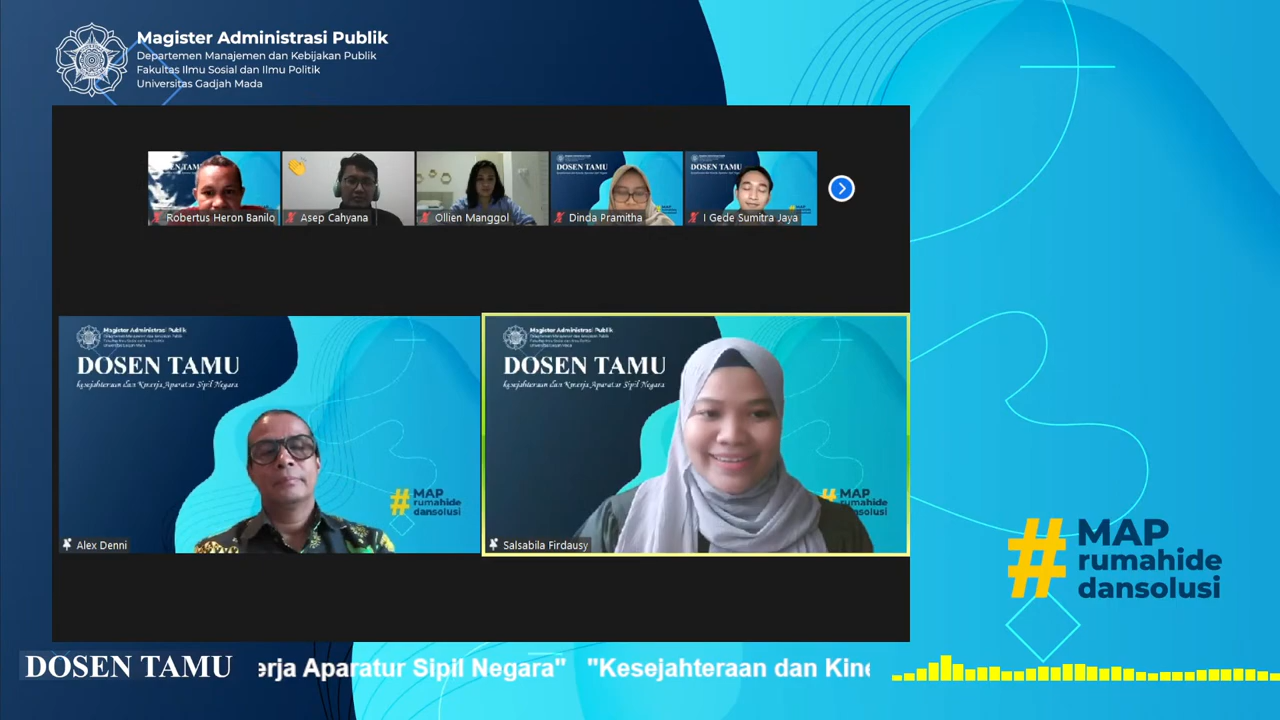 Magister Administrasi Publik
Departemen Manajemen dan Kebijakan Publik
Fakultas Ilmu Sosial dan Ilmu Politik
Universitas Gadjah Mada
DOSEN TAMU
DOSEN TAMU
Robertus Heron Banilo
Asep Cahyana
Ollien Manggol
Dinda Pramitha
I Gede Sumitra Jaya
Magister Administrasi Publik
DOSEN TAMU
kesejahteraan dan Kinerja Aparatur Sipil Negara
# MAP
rumahide
dansolusi
Alex Denni
Magister Administrasi Publik
DOSEN TAMU
kesejahteraan dan Kinerja Aparatur Sipil Negara
# MAP
rumahide
dansolusi
Salsabila Firdausy
# MAP
rumahide
dansolusi
DOSEN TAMU
erja Aparatur Sipil Negara" "Kesejahteraan dan Kine